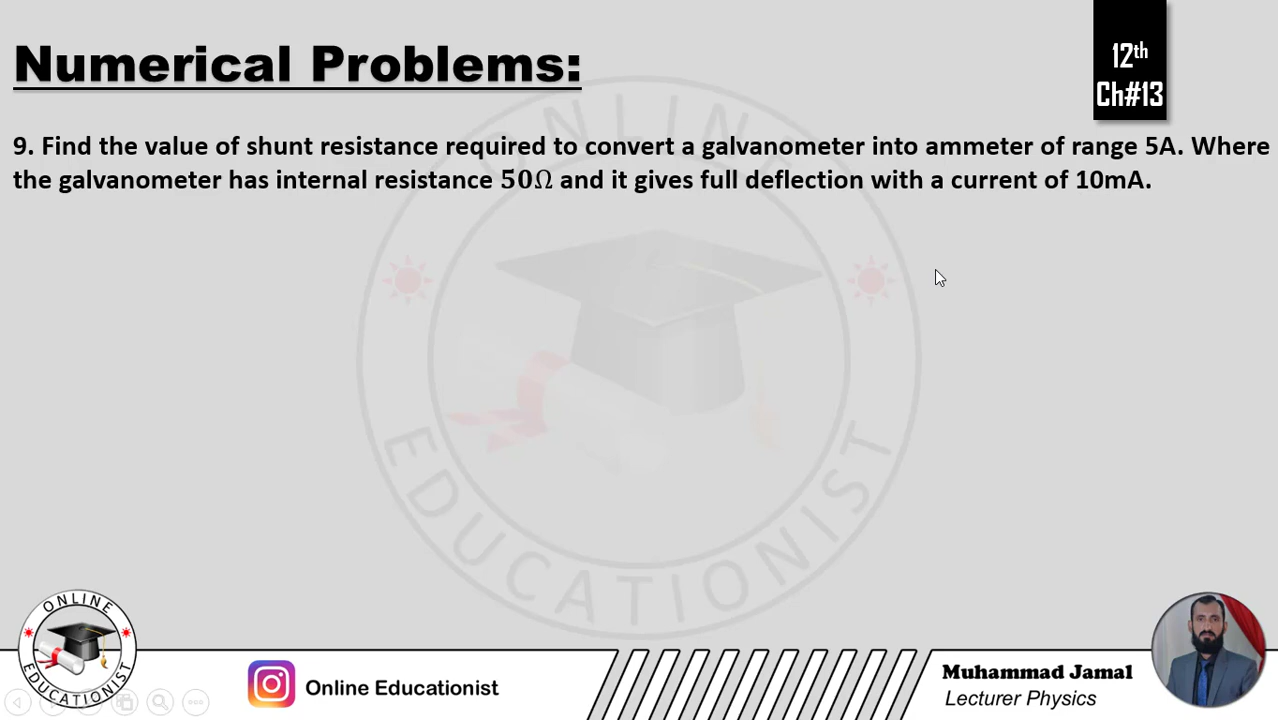 Numerical Problems:
12th
Ch#13
9. Find the value of shunt resistance required to convert a galvanometer into ammeter of range 5A. Where
the galvanometer has internal resistance 50Ω and it gives full deflection with a current of 10mA.
ONLINE
EDUCATIONIST
ONLINE
EDUCATIONIST
Online Educationist
Muhammad Jamal
Lecturer Physics